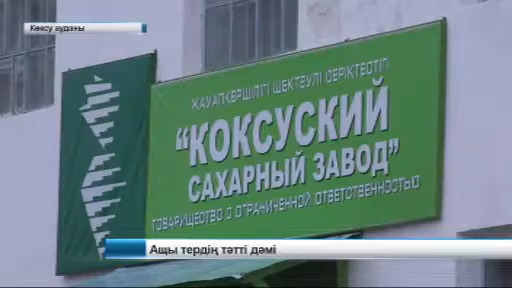 Көксу ауданы
ЖАУАПКЕРШІЛІГІ ШЕКТЕУЛІ СЕРІКТЕСТІГІ
"КОКСУСКИЙ
САХАРНЫЙ ЗАВОД"
ТОВАРИЩЕСТВО С ОГРАНИЧЕННОЙ ОТВЕТСТВЕННОСТЬЮ
Ащы тердің тәтті дәмі